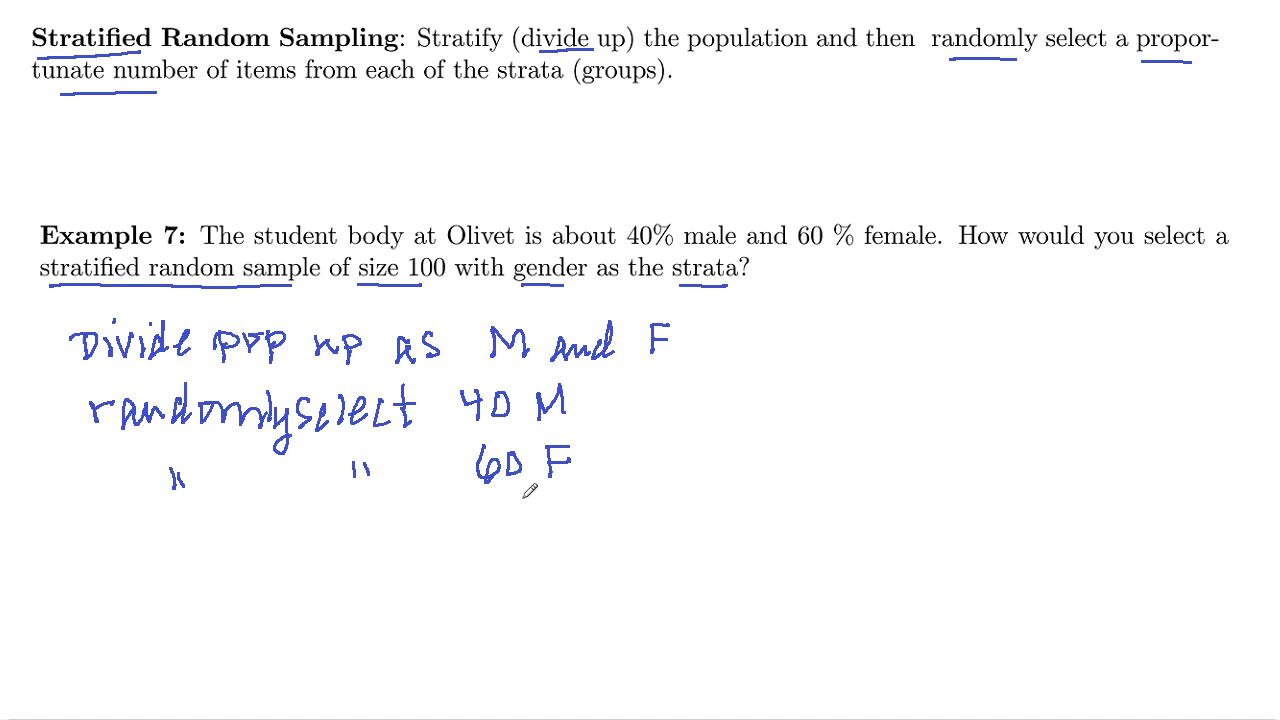 Stratified Random Sampling: Stratify (divide up) the population and then randomly select a propor-
tunate number of items from each of the strata (groups).
Example 7: The student body at Olivet is about 40% male and 60 % female. How would you select a
stratified random sample of size 100 with gender as the strata?
Divide pop up as M and F
randomly select 40 M
" " 60 F